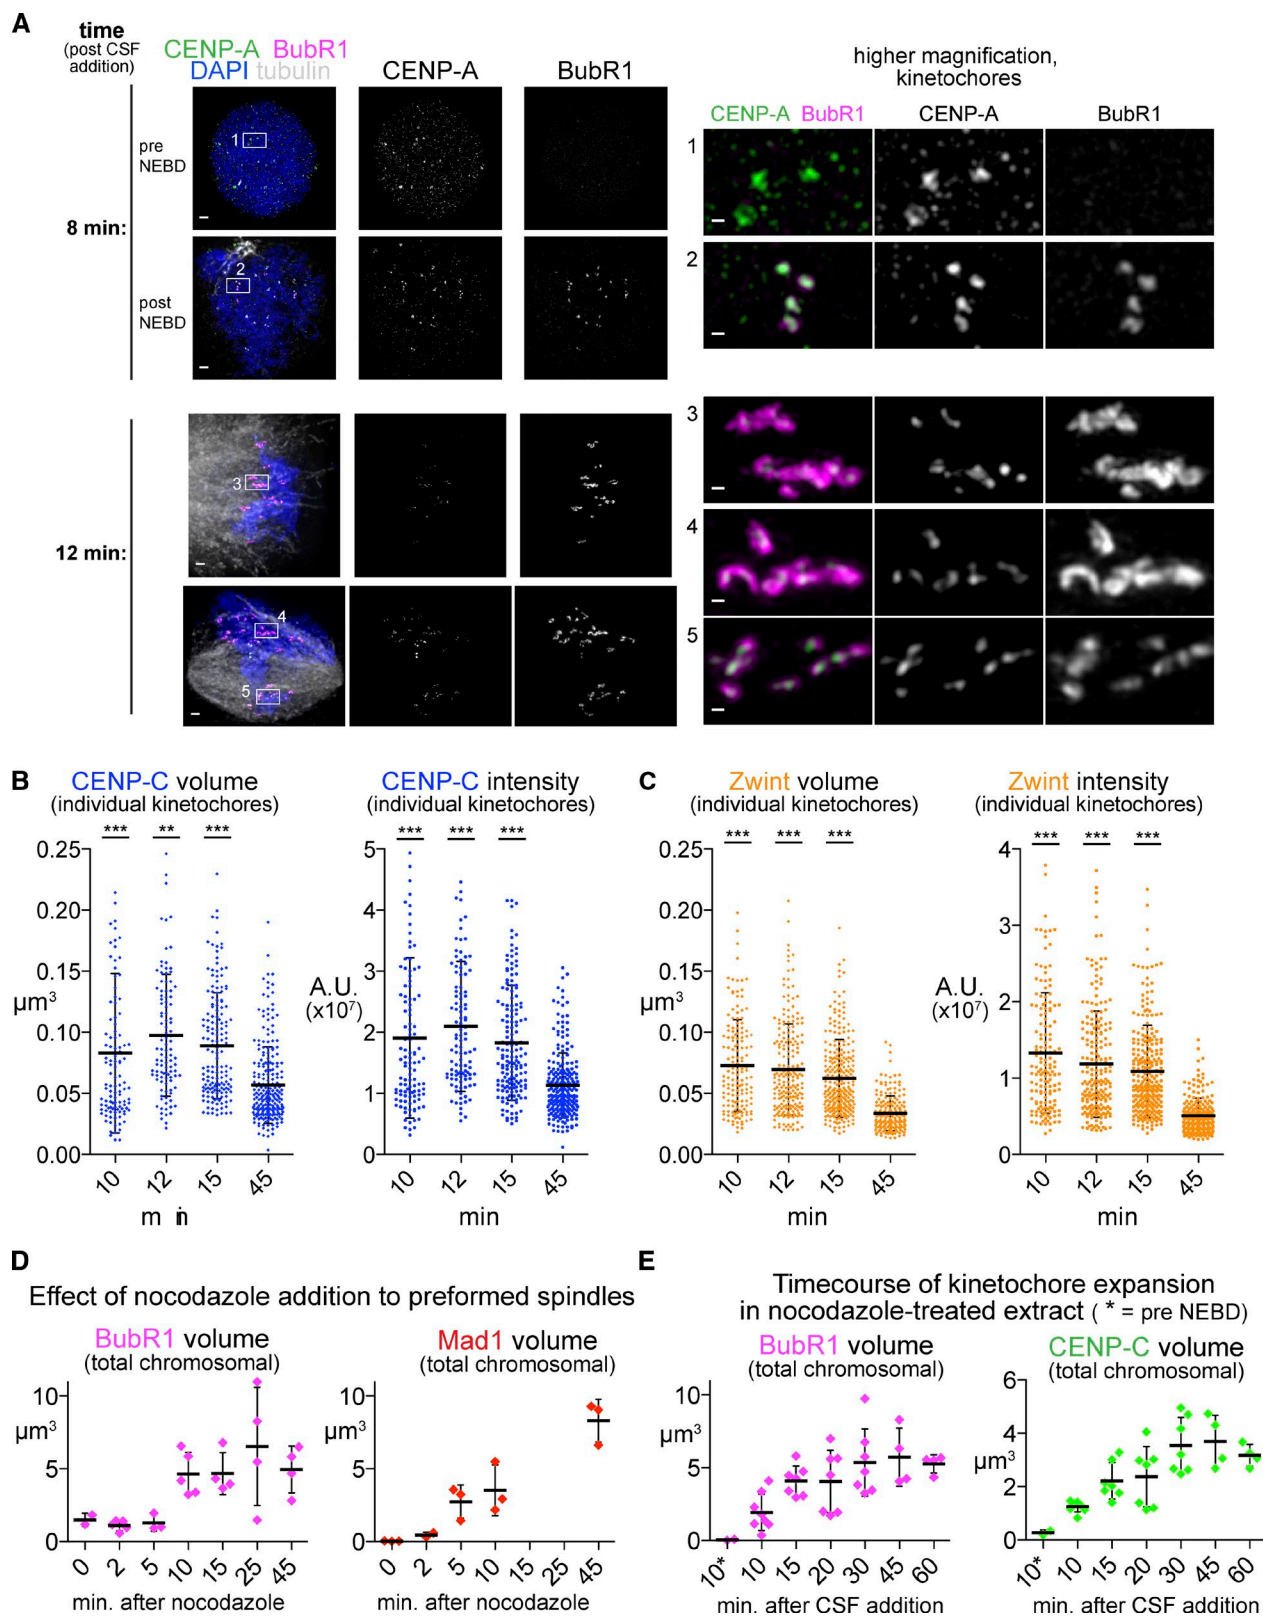 A
time
(post CSF
addition)
CENP-A BubR1
DAPI tubulin
CENP-A
BubR1
higher magnification,
kinetochores
CENP-A BubR1
CENP-A
BubR1
8 min:
pre
NEBD
1
post
NEBD
2
1
2
12 min:
3
4
5
3
4
5
B
CENP-C volume
(individual kinetochores)
*** ** ***
0.25
0.20
0.15
µm³
0.10
0.05
0.00
10 12 15 45
min
CENP-C intensity
(individual kinetochores)
*** *** ***
5
4
3
A.U.
(x10⁷)
2
1
0
10 12 15 45
min
C
Zwint volume
(individual kinetochores)
*** *** ***
0.25
0.20
0.15
µm³
0.10
0.05
0.00
10 12 15 45
min
Zwint intensity
(individual kinetochores)
*** *** ***
4
3
A.U.
(x10⁷)
2
1
0
10 12 15 45
min
D
Effect of nocodazole addition to preformed spindles
BubR1 volume
(total chromosomal)
10
µm³
5
0
0 2 5 10 15 25 45
min. after nocodazole
Mad1 volume
(total chromosomal)
10
µm³
5
0
0 2 5 10 15 25 45
min. after nocodazole
E
Timecourse of kinetochore expansion
in nocodazole-treated extract ( * = pre NEBD)
BubR1 volume
(total chromosomal)
10
µm³
5
0
10* 10 15 20 30 45 60
min. after CSF addition
CENP-C volume
(total chromosomal)
6
4
µm³
2
0
10* 10 15 20 30 45 60
min. after CSF addition